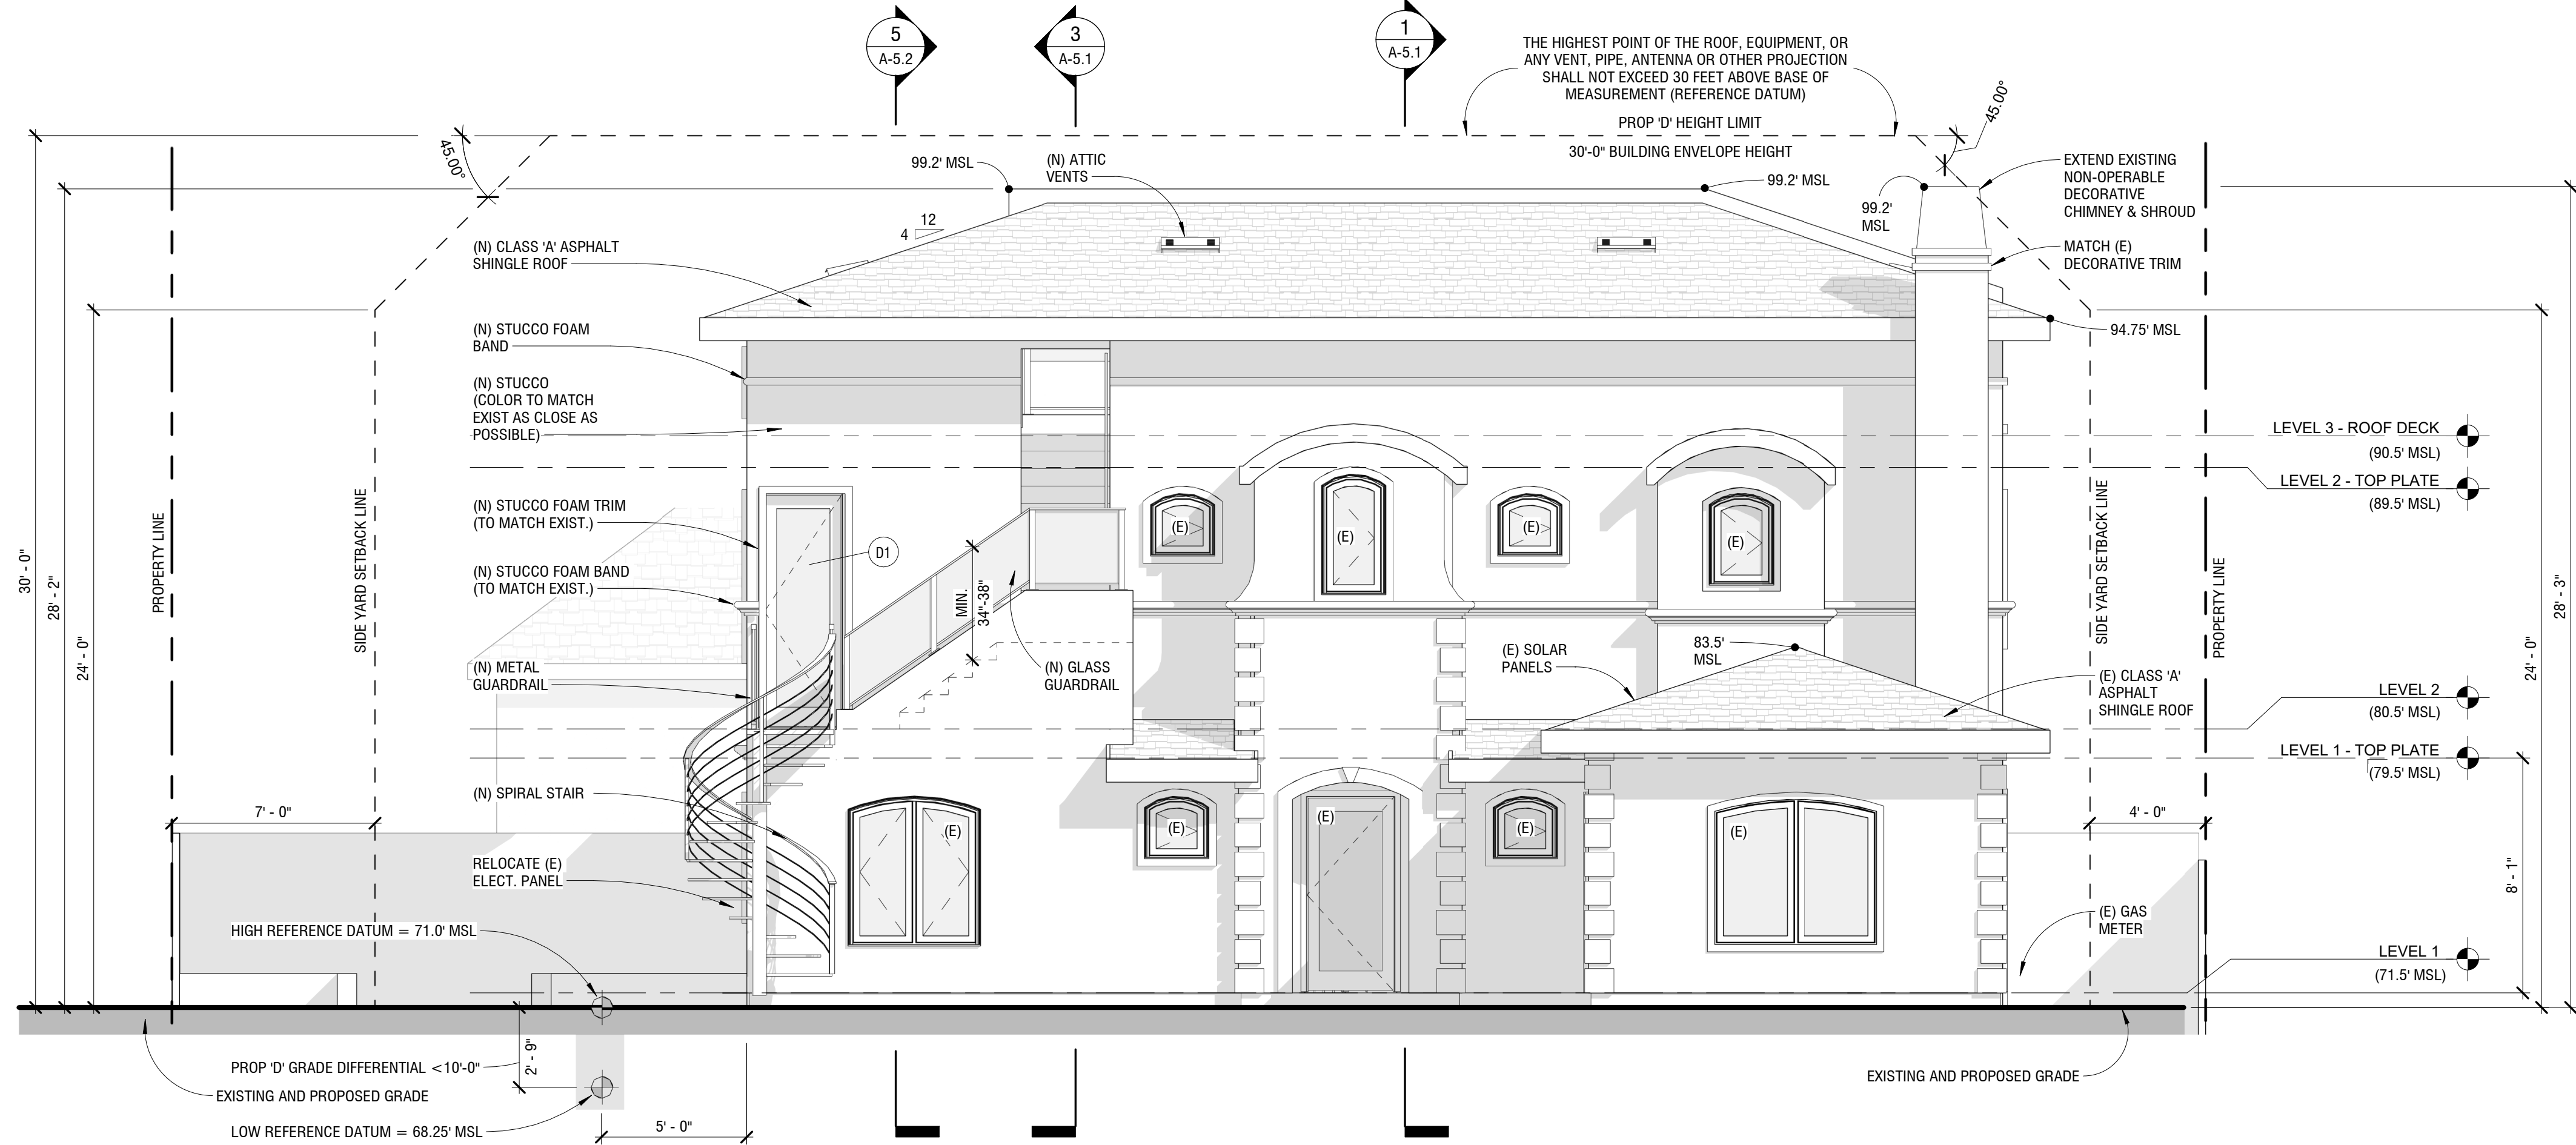 5
A-5.2
3
A-5.1
1
A-5.1
THE HIGHEST POINT OF THE ROOF, EQUIPMENT, OR
ANY VENT, PIPE, ANTENNA OR OTHER PROJECTION
SHALL NOT EXCEED 30 FEET ABOVE BASE OF
MEASUREMENT (REFERENCE DATUM)
PROP 'D' HEIGHT LIMIT
30'-0" BUILDING ENVELOPE HEIGHT
45.00°
45.00°
99.2' MSL
(N) ATTIC
VENTS
99.2' MSL
99.2'
MSL
EXTEND EXISTING
NON-OPERABLE
DECORATIVE
CHIMNEY & SHROUD
MATCH (E)
DECORATIVE TRIM
12
4
(N) CLASS 'A' ASPHALT
SHINGLE ROOF
94.75' MSL
(N) STUCCO FOAM
BAND
(N) STUCCO
(COLOR TO MATCH
EXIST AS CLOSE AS
POSSIBLE)
LEVEL 3 - ROOF DECK
(90.5' MSL)
LEVEL 2 - TOP PLATE
(89.5' MSL)
(N) STUCCO FOAM TRIM
(TO MATCH EXIST.)
D1
(E)
(E)
(E)
(E)
(N) STUCCO FOAM BAND
(TO MATCH EXIST.)
MIN.
34"-38"
30' - 0"
28' - 2"
24' - 0"
PROPERTY LINE
SIDE YARD SETBACK LINE
SIDE YARD SETBACK LINE
PROPERTY LINE
24' - 0"
28' - 3"
(N) METAL
GUARDRAIL
(N) GLASS
GUARDRAIL
(E) SOLAR
PANELS
83.5'
MSL
(E) CLASS 'A'
ASPHALT
SHINGLE ROOF
LEVEL 2
(80.5' MSL)
LEVEL 1 - TOP PLATE
(79.5' MSL)
(N) SPIRAL STAIR
7' - 0"
4' - 0"
(E)
(E)
(E)
(E)
(E)
RELOCATE (E)
ELECT. PANEL
8' - 1"
(E) GAS
METER
HIGH REFERENCE DATUM = 71.0' MSL
LEVEL 1
(71.5' MSL)
2' - 9"
PROP 'D' GRADE DIFFERENTIAL <10'-0"
EXISTING AND PROPOSED GRADE
EXISTING AND PROPOSED GRADE
LOW REFERENCE DATUM = 68.25' MSL
5' - 0"